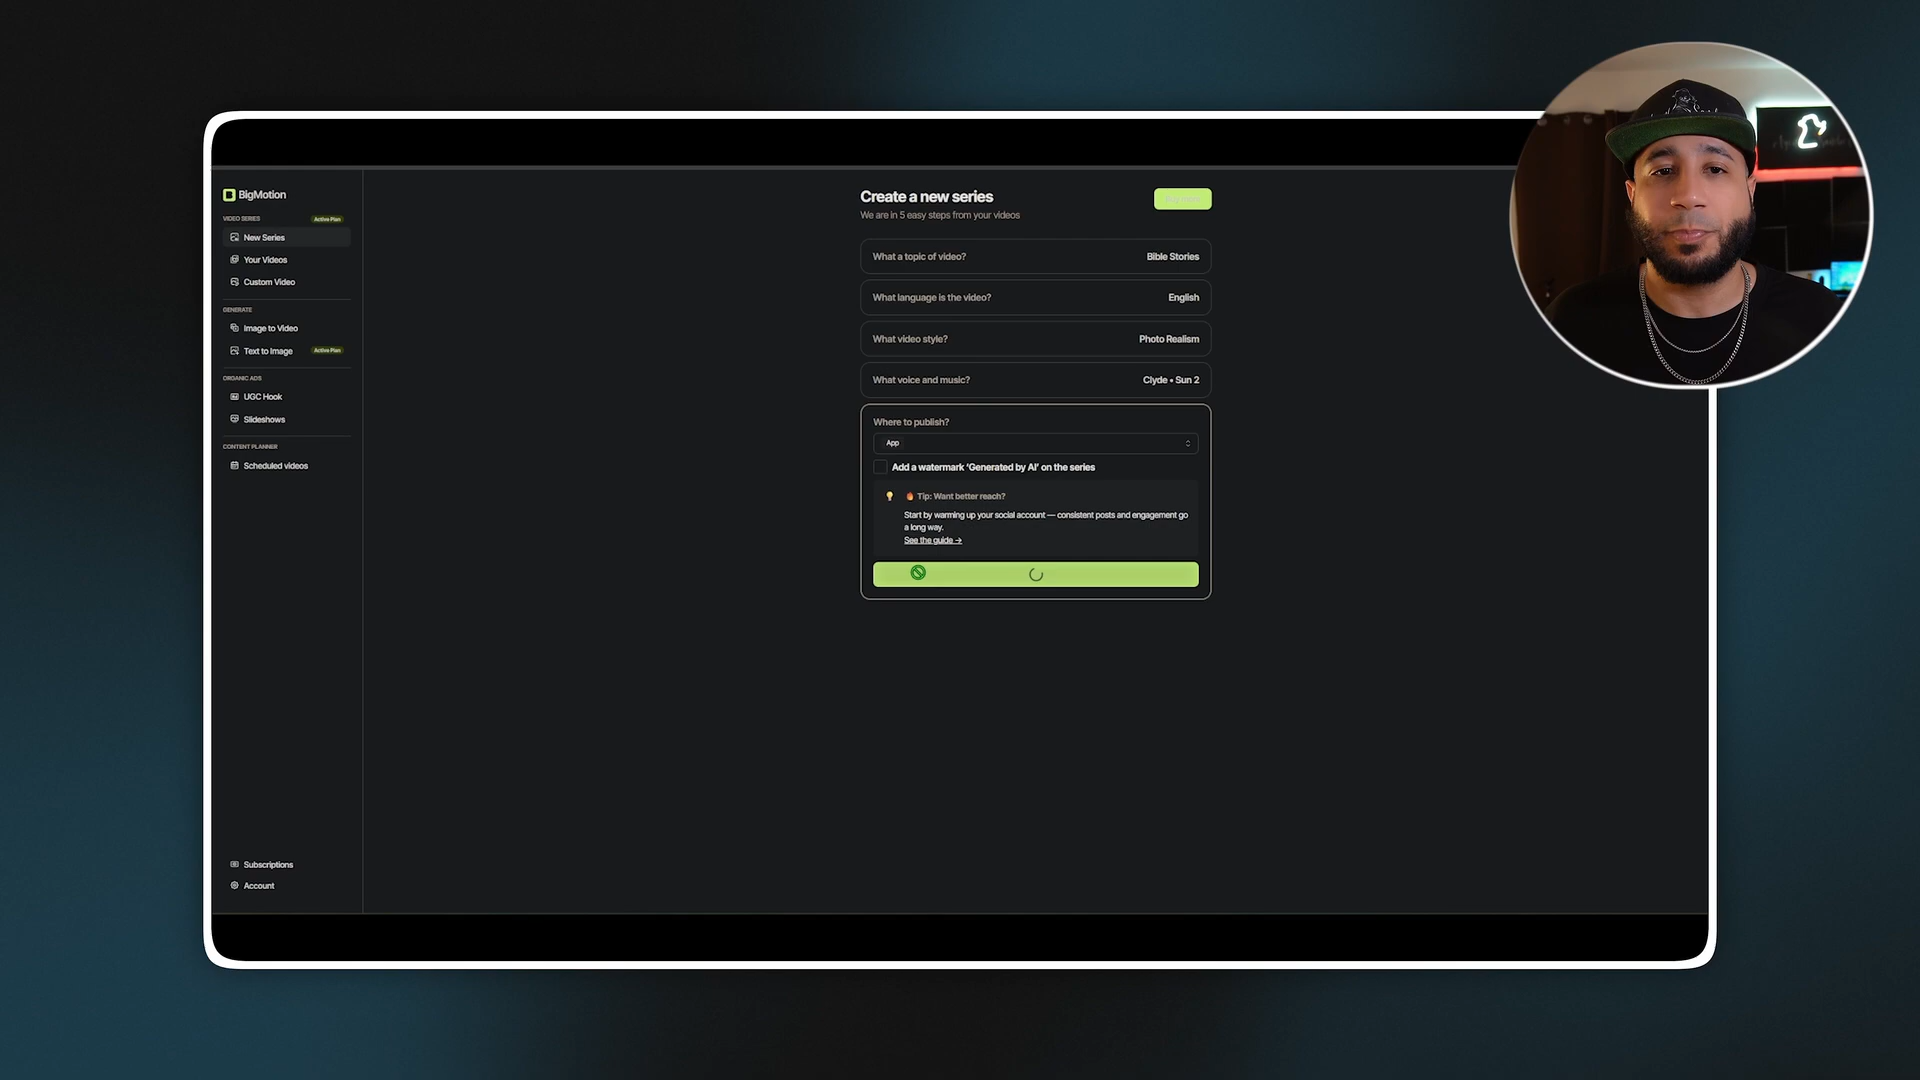 BigMotion
VIDEO SERIES
Active Plan
New Series
Your Videos
Custom Video
GENERATE
Image to Video
Text to Image
Active Plan
ORGANIC ADS
UGC Hook
Slideshows
CONTENT PLANNER
Scheduled videos
Subscriptions
Account
Create a new series
We are in 5 easy steps from your videos
What a topic of video?
Bible Stories
What language is the video?
English
What video style?
Photo Realism
What voice and music?
Clyde • Sun 2
Where to publish?
App
Add a watermark 'Generated by AI' on the series
Tip: Want better reach?
Start by warming up your social account — consistent posts and engagement go
a long way.
See the guide →